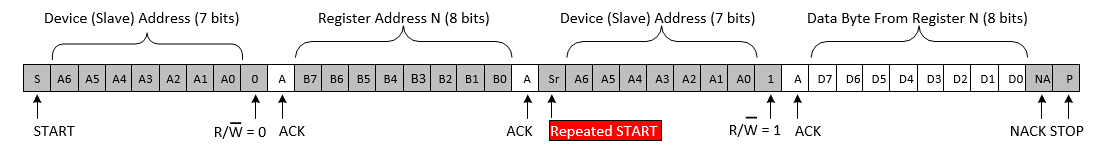 Device (Slave) Address (7 bits) Register Address N (8 bits) Device (Slave) Address (7 bits) Data Byte From Register N (8 bits)
S A6 A5 A4 A3 A2 A1 A0 0 A B7 B6 B5 B4 B3 B2 B1 B0 A Sr A6 A5 A4 A3 A2 A1 A0 1 A D7 D6 D5 D4 D3 D2 D1 D0 NA P
START R/W̅ = 0 ACK ACK Repeated START R/W̅ = 1 ACK NACK STOP